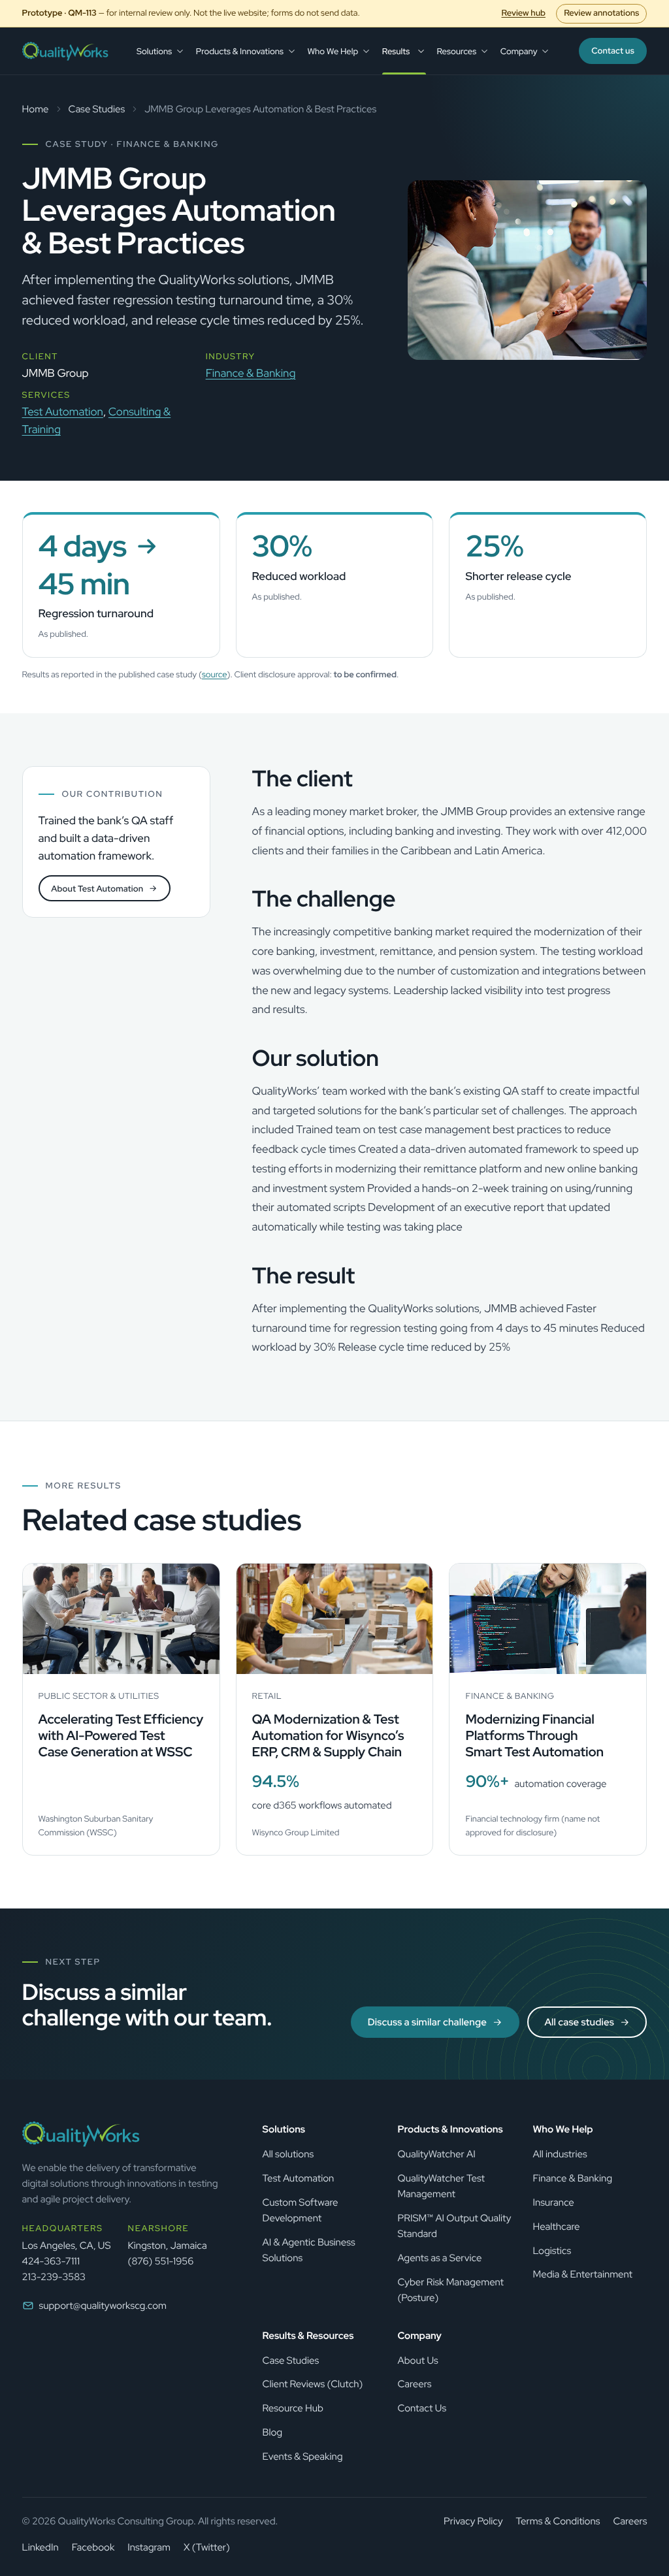 Prototype · QM-113 — for internal review only. Not the live website; forms do not send data.
Review hub
Review annotations
QualityWorks
Solutions
Products & Innovations
Who We Help
Results
Resources
Company
Contact us
Home > Case Studies > JMMB Group Leverages Automation & Best Practices
CASE STUDY · FINANCE & BANKING
JMMB Group
Leverages Automation
& Best Practices
After implementing the QualityWorks solutions, JMMB
achieved faster regression testing turnaround time, a 30%
reduced workload, and release cycle times reduced by 25%.
CLIENT
JMMB Group
INDUSTRY
Finance & Banking
SERVICES
Test Automation, Consulting &
Training
4 days →
45 min
Regression turnaround
As published.
30%
Reduced workload
As published.
25%
Shorter release cycle
As published.
Results as reported in the published case study (source). Client disclosure approval: to be confirmed.
OUR CONTRIBUTION
Trained the bank's QA staff
and built a data-driven
automation framework.
About Test Automation →
The client
As a leading money market broker, the JMMB Group provides an extensive range
of financial options, including banking and investing. They work with over 412,000
clients and their families in the Caribbean and Latin America.
The challenge
The increasingly competitive banking market required the modernization of their
core banking, investment, remittance, and pension system. The testing workload
was overwhelming due to the number of customization and integrations between
the new and legacy systems. Leadership lacked visibility into test progress
and results.
Our solution
QualityWorks' team worked with the bank's existing QA staff to create impactful
and targeted solutions for the bank's particular set of challenges. The approach
included Trained team on test case management best practices to reduce
feedback cycle times Created a data-driven automated framework to speed up
testing efforts in modernizing their remittance platform and new online banking
and investment system Provided a hands-on 2-week training on using/running
their automated scripts Development of an executive report that updated
automatically while testing was taking place
The result
After implementing the QualityWorks solutions, JMMB achieved Faster
turnaround time for regression testing going from 4 days to 45 minutes Reduced
workload by 30% Release cycle time reduced by 25%
MORE RESULTS
Related case studies
PUBLIC SECTOR & UTILITIES
Accelerating Test Efficiency
with AI-Powered Test
Case Generation at WSSC
Washington Suburban Sanitary
Commission (WSSC)
RETAIL
QA Modernization & Test
Automation for Wisynco's
ERP, CRM & Supply Chain
94.5%
core d365 workflows automated
Wisynco Group Limited
FINANCE & BANKING
Modernizing Financial
Platforms Through
Smart Test Automation
90%+ automation coverage
Financial technology firm (name not
approved for disclosure)
NEXT STEP
Discuss a similar
challenge with our team.
Discuss a similar challenge →
All case studies →
QualityWorks
We enable the delivery of transformative
digital solutions through innovations in testing
and agile project delivery.
HEADQUARTERS
Los Angeles, CA, US
424-363-7111
213-239-3583
NEARSHORE
Kingston, Jamaica
(876) 551-1956
support@qualityworkscg.com
Solutions
All solutions
Test Automation
Custom Software
Development
AI & Agentic Business
Solutions
Products & Innovations
QualityWatcher AI
QualityWatcher Test
Management
PRISM™ AI Output Quality
Standard
Agents as a Service
Cyber Risk Management
(Posture)
Who We Help
All industries
Finance & Banking
Insurance
Healthcare
Logistics
Media & Entertainment
Results & Resources
Case Studies
Client Reviews (Clutch)
Resource Hub
Blog
Events & Speaking
Company
About Us
Careers
Contact Us
© 2026 QualityWorks Consulting Group. All rights reserved.
Privacy Policy
Terms & Conditions
Careers
LinkedIn
Facebook
Instagram
X (Twitter)